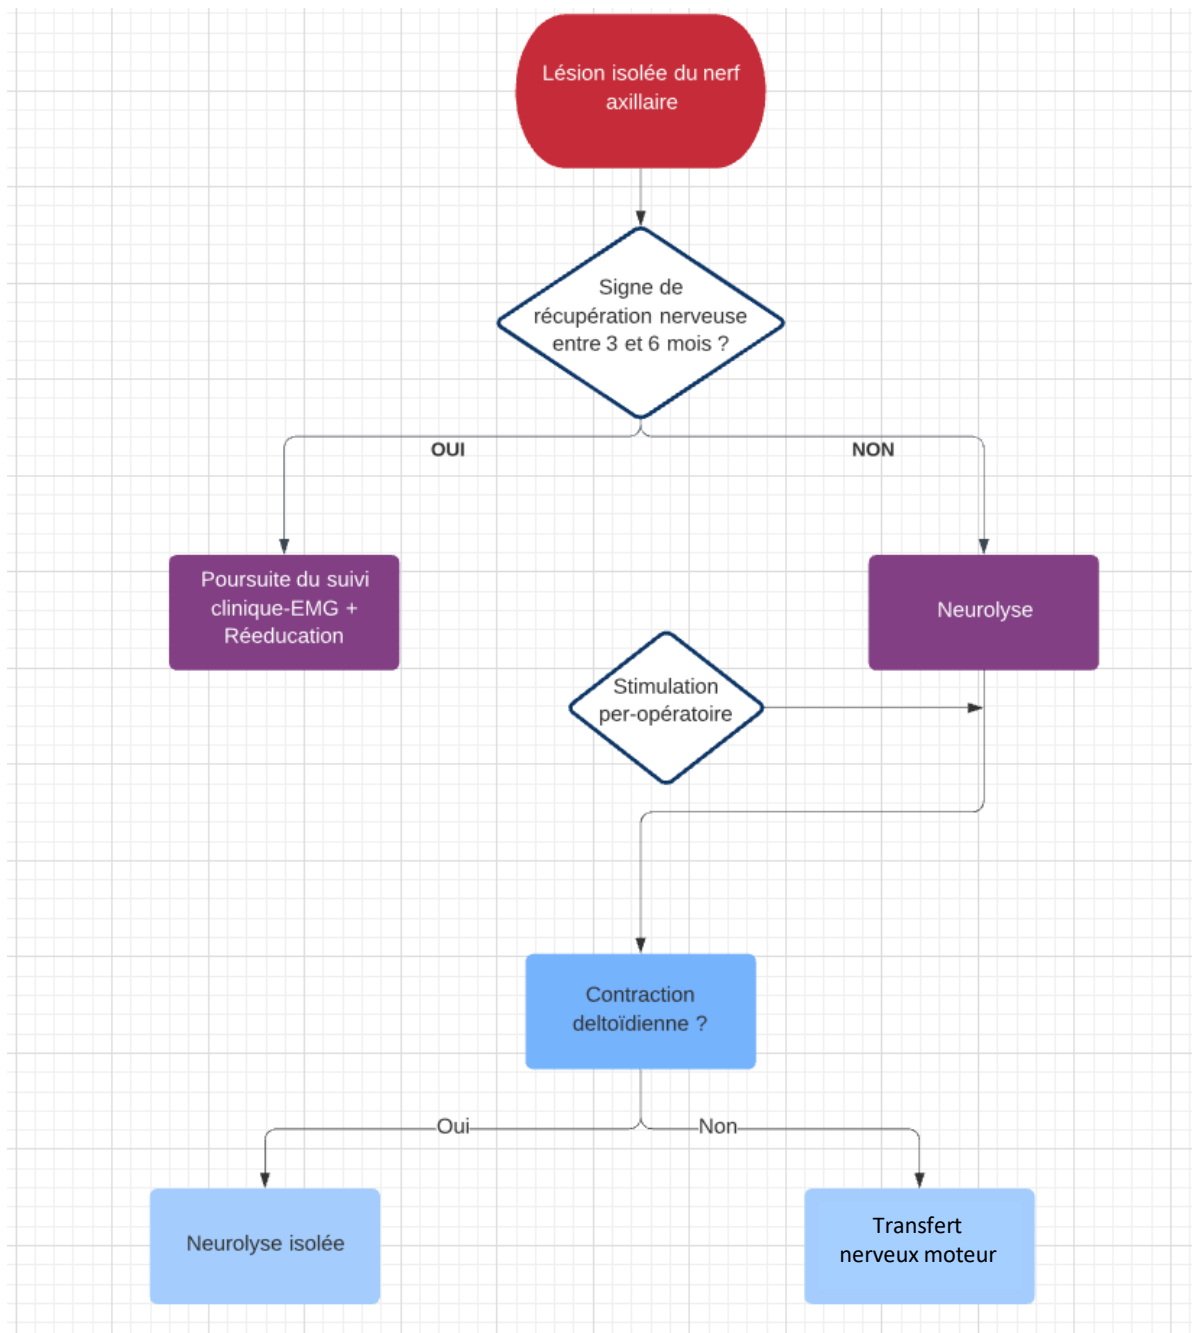 Lésion isolée du nerf
axillaire
Signe de
récupération nerveuse
entre 3 et 6 mois ?
OUI
NON
Poursuite du suivi
clinique-EMG +
Réeducation
Neurolyse
Stimulation
per-opératoire
Contraction
deltoïdienne ?
Oui
Non
Neurolyse isolée
Transfert
nerveux moteur